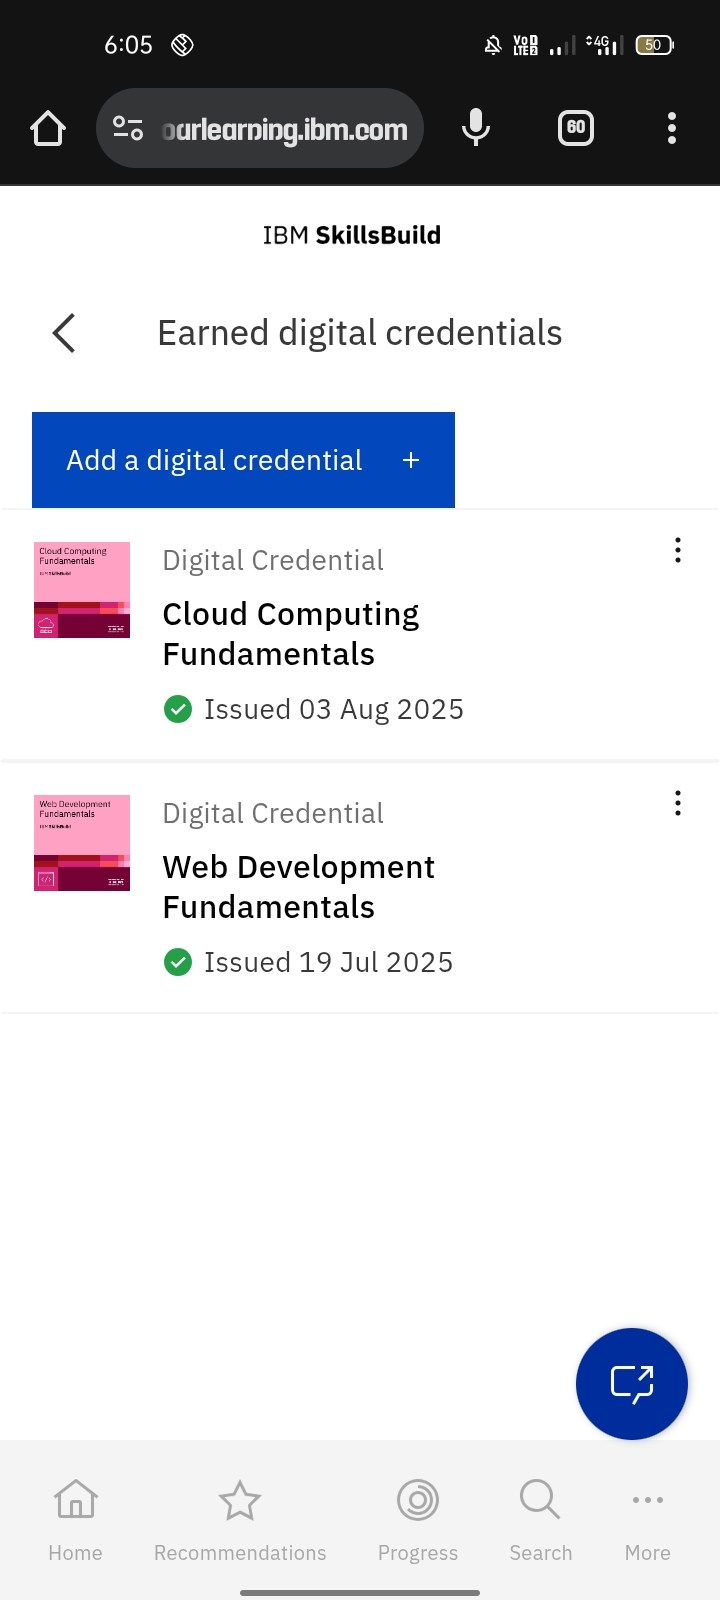 6:05
Vo 1
LTE 2
4G
50
ourlearning.ibm.com
60
IBM SkillsBuild
Earned digital credentials
Add a digital credential +
Cloud Computing
Fundamentals
IBM SkillsBuild
Digital Credential
Cloud Computing
Fundamentals
Issued 03 Aug 2025
Web Development
Fundamentals
IBM SkillsBuild
Digital Credential
Web Development
Fundamentals
Issued 19 Jul 2025
Home
Recommendations
Progress
Search
More